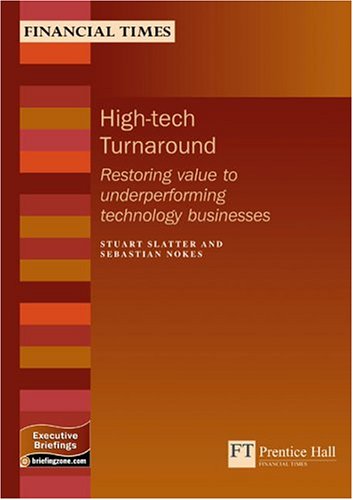 FINANCIAL TIMES
High-tech
Turnaround
Restoring value to
underperforming
technology businesses
STUART SLATTER AND
SEBASTIAN NOKES
Executive
Briefings
@ briefingzone.com
FT Prentice Hall
FINANCIAL TIMES